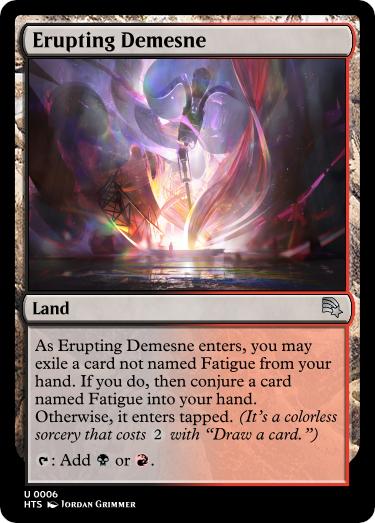 Erupting Demesne
Land
As Erupting Demesne enters, you may
exile a card not named Fatigue from your
hand. If you do, then conjure a card
named Fatigue into your hand.
Otherwise, it enters tapped. (It's a colorless
sorcery that costs 2 with “Draw a card.”)
: Add or .
U 0006
HTS Jordan Grimmer